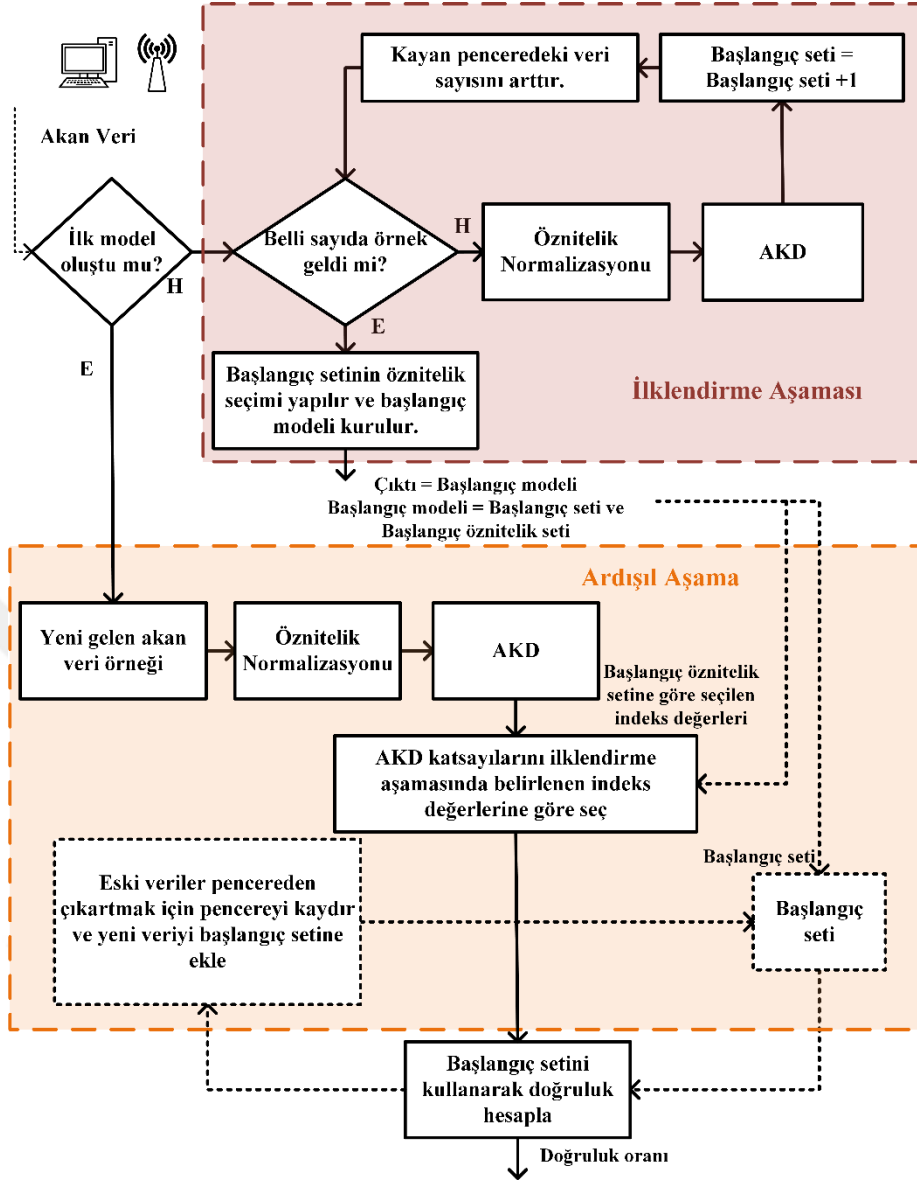 Kayan penceredeki veri
sayısını arttır.
Başlangıç seti =
Başlangıç seti +1
Akan Veri
İlk model
oluştu mu?
H
Belli sayıda örnek
geldi mi?
H
Öznitelik
Normalizasyonu
AKD
E
E
Başlangıç setinin öznitelik
seçimi yapılır ve başlangıç
modeli kurulur.
İlklendirme Aşaması
Çıktı = Başlangıç modeli
Başlangıç modeli = Başlangıç seti ve
Başlangıç öznitelik seti
Ardışıl Aşama
Yeni gelen akan
veri örneği
Öznitelik
Normalizasyonu
AKD
Başlangıç öznitelik
setine göre seçilen
indeks değerleri
AKD katsayılarını ilklendirme
aşamasında belirlenen indeks
değerlerine göre seç
Başlangıç seti
Eski veriler pencereden
çıkartmak için pencereyi kaydır
ve yeni veriyi başlangıç setine
ekle
Başlangıç
seti
Başlangıç setini
kullanarak doğruluk
hesapla
Doğruluk oranı